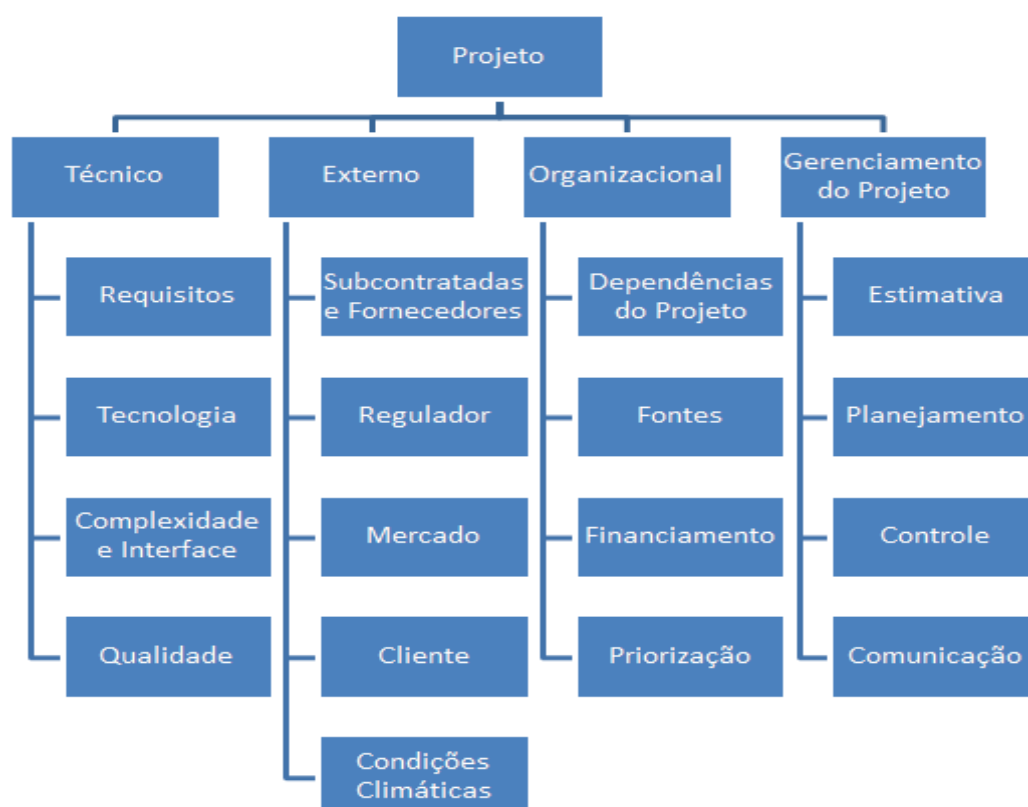 Projeto
Técnico
Externo
Organizacional
Gerenciamento
do Projeto
Requisitos
Tecnologia
Complexidade
e Interface
Qualidade
Subcontratadas
e Fornecedores
Regulador
Mercado
Cliente
Condições
Climáticas
Dependências
do Projeto
Fontes
Financiamento
Priorização
Estimativa
Planejamento
Controle
Comunicação